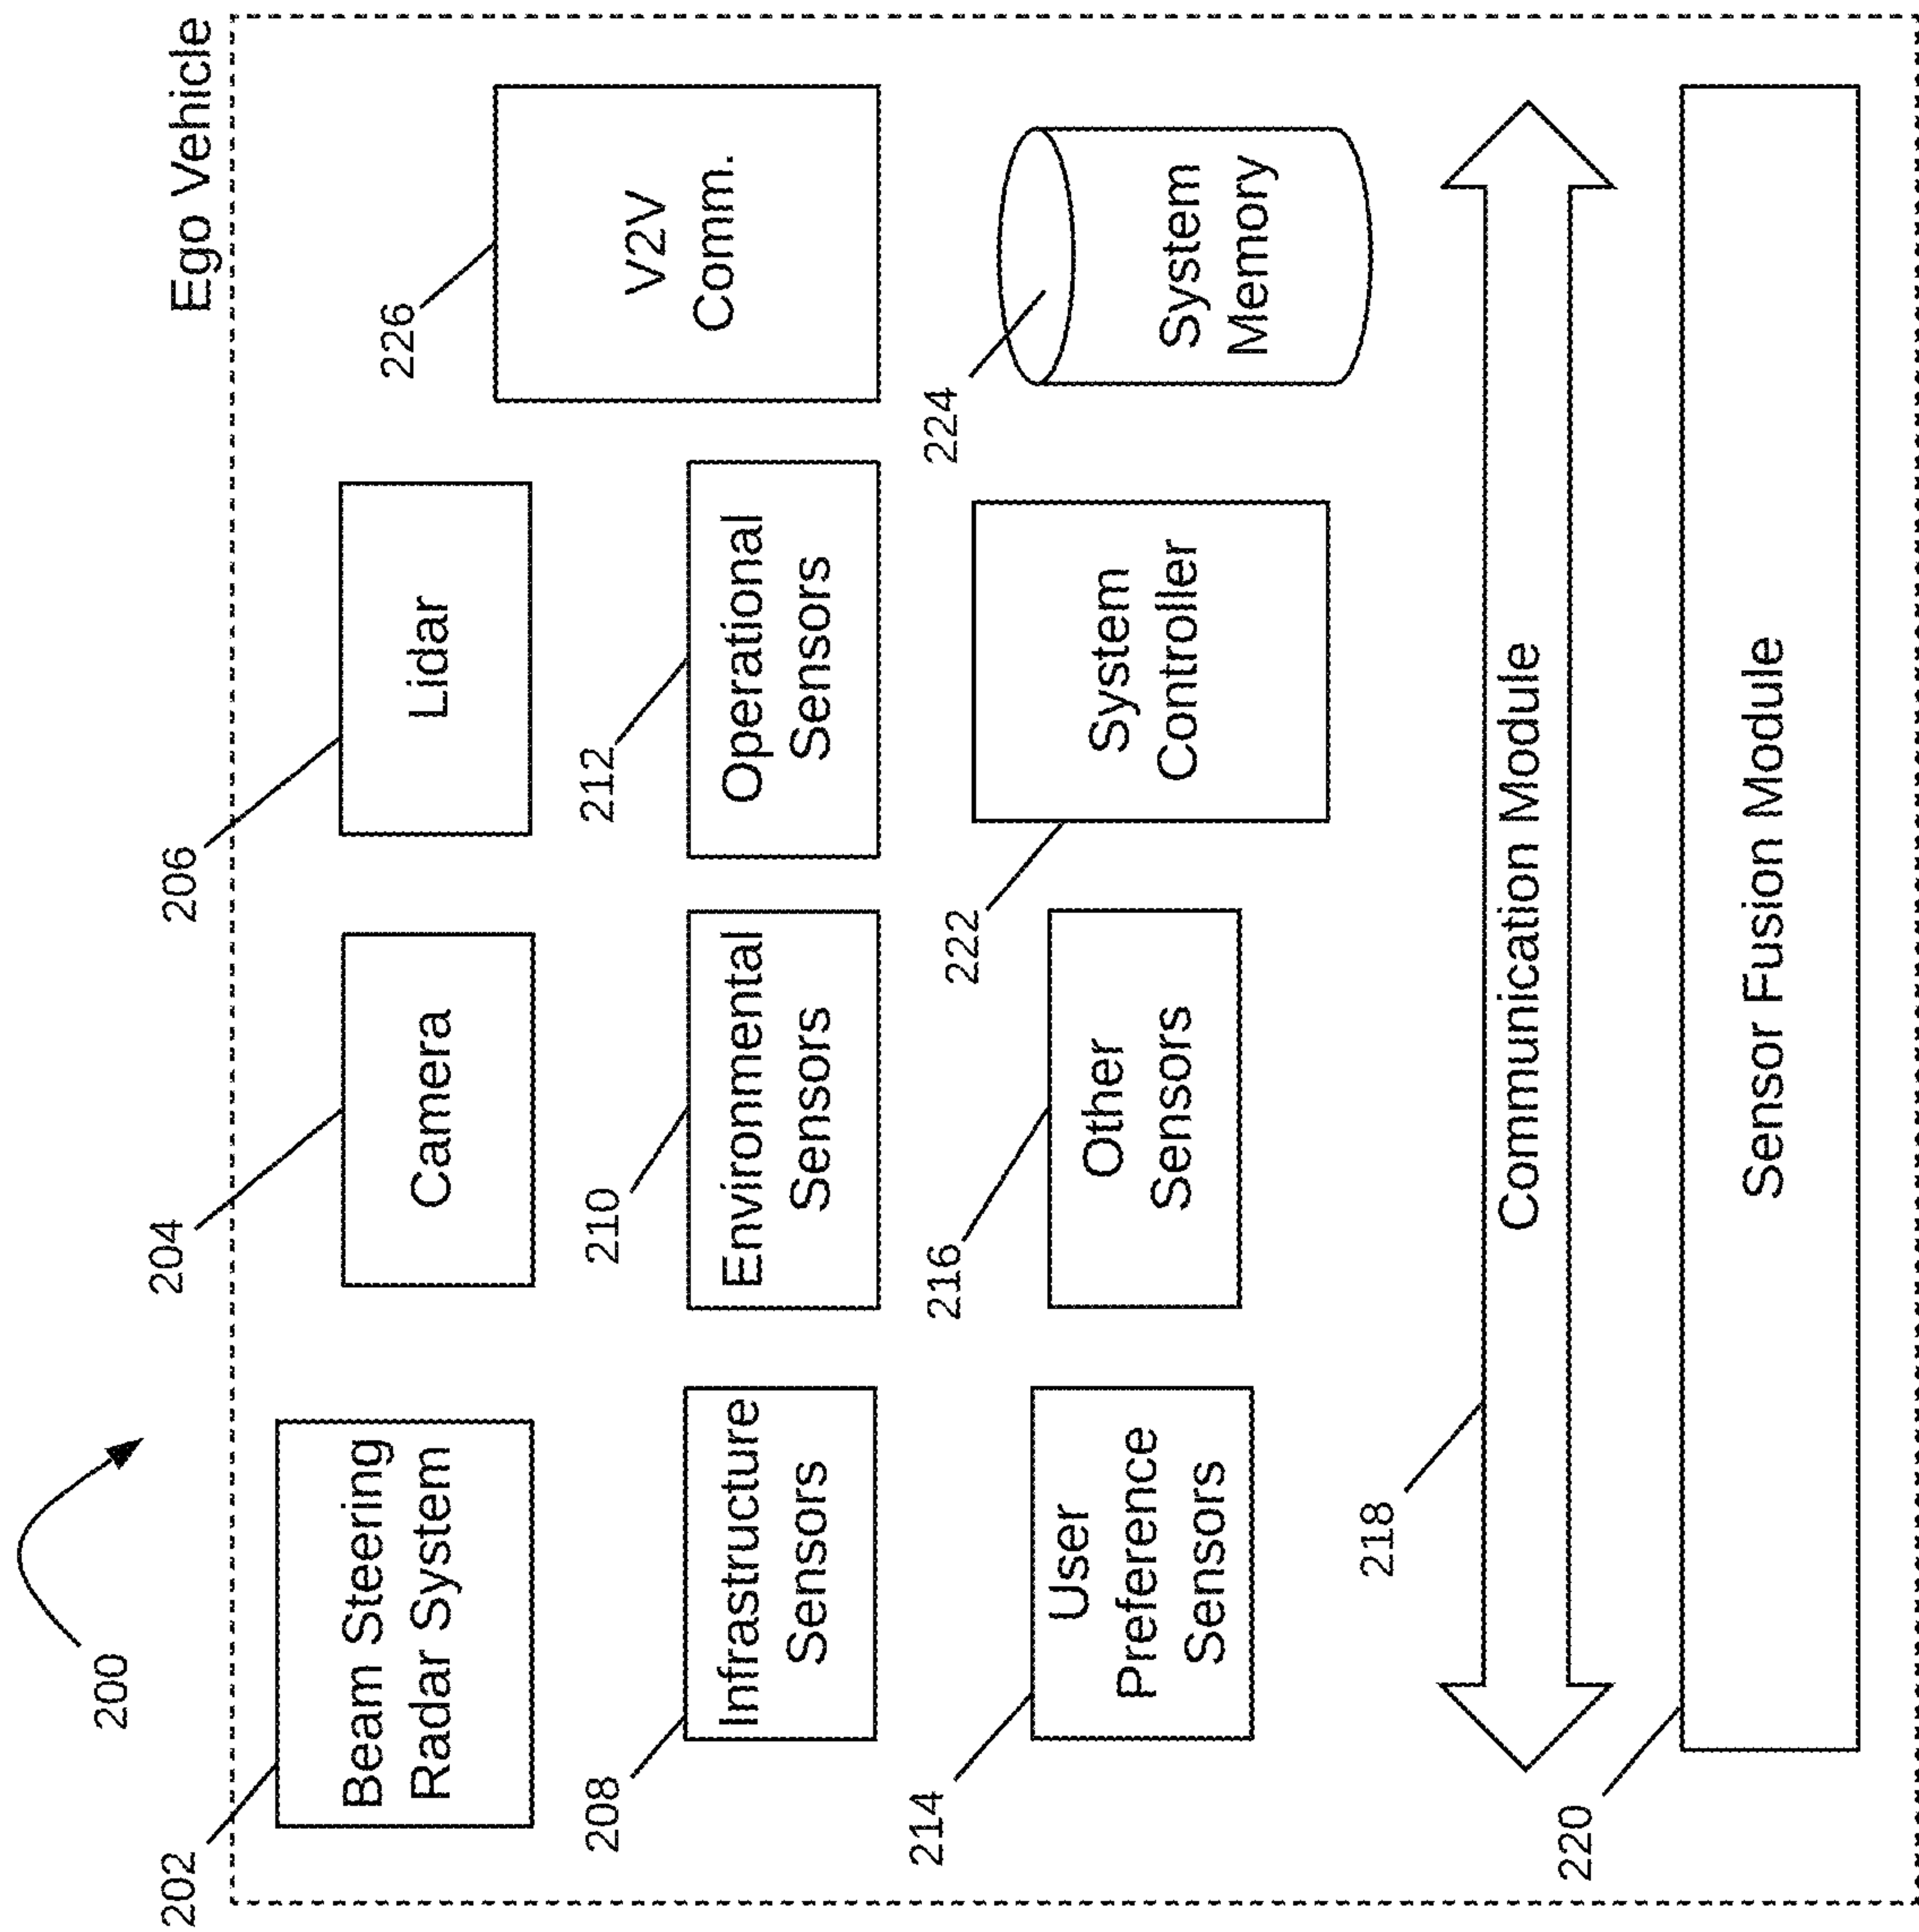 200
Ego Vehicle
202
Beam Steering
Radar System
204
Camera
206
Lidar
226
V2V
Comm.
208
Infrastructure
Sensors
210
Environmental
Sensors
212
Operational
Sensors
214
User
Preference
Sensors
216
Other
Sensors
222
System
Controller
224
System
Memory
218
Communication Module
220
Sensor Fusion Module